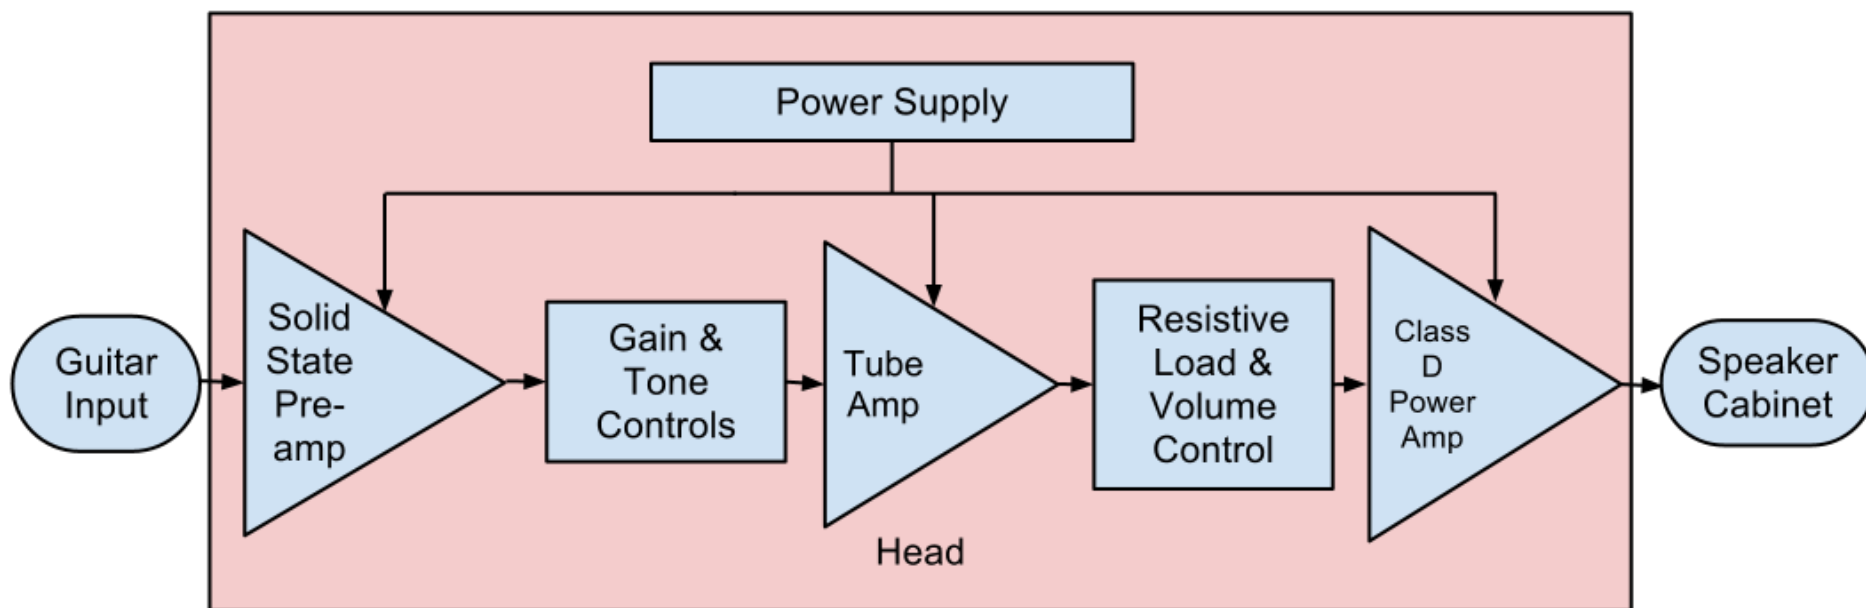 Power Supply
Guitar
Input
Solid
State
Pre-
amp
Gain &
Tone
Controls
Tube
Amp
Resistive
Load &
Volume
Control
Class
D
Power
Amp
Speaker
Cabinet
Head